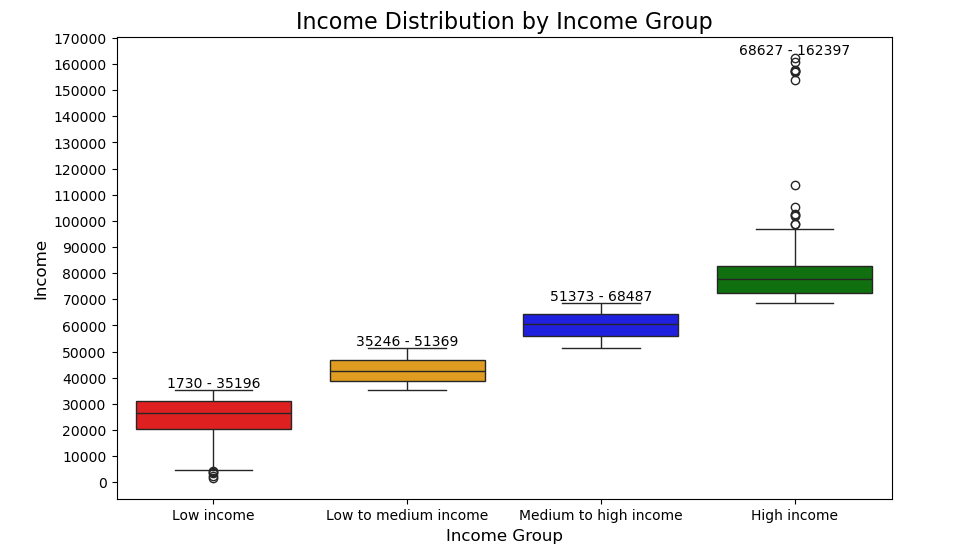 Income Distribution by Income Group
170000
160000
150000
140000
130000
120000
110000
100000
90000
80000
70000
60000
50000
40000
30000
20000
10000
0
Income
68627 - 162397
51373 - 68487
35246 - 51369
1730 - 35196
Low income
Low to medium income
Medium to high income
High income
Income Group